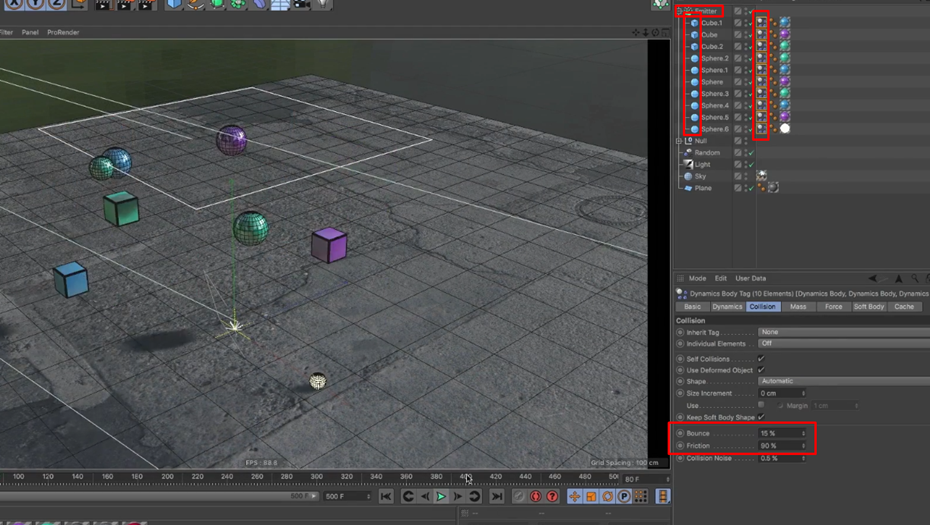 X Y Z
Emitter
Cube.1
Filter Panel ProRender
Cube
Cube.2
Sphere.2
Sphere.1
Sphere
Sphere.3
Sphere.4
Sphere.5
Sphere.6
Null
Random
Light
Sky
Plane
Mode Edit User Data
Dynamics Body Tag (10 Elements) [Dynamics Body, Dynamics Body, Dynamics
Basic Dynamics Collision Mass Force Soft Body Cache
Collision
Inherit Tag None
Individual Elements Off
Self Collisions
Use Deformed Object
Shape Automatic
Size Increment 0 cm
Use Margin 1 cm
Keep Soft Body Shape
Bounce 15 %
Friction 90 %
Collision Noise 0.5 %
FPS : 88.6 Grid Spacing : 100 cm
100 120 140 160 180 200 220 240 260 280 300 320 340 360 380 400 420 440 460 480 500 80 F
500 F 500 F